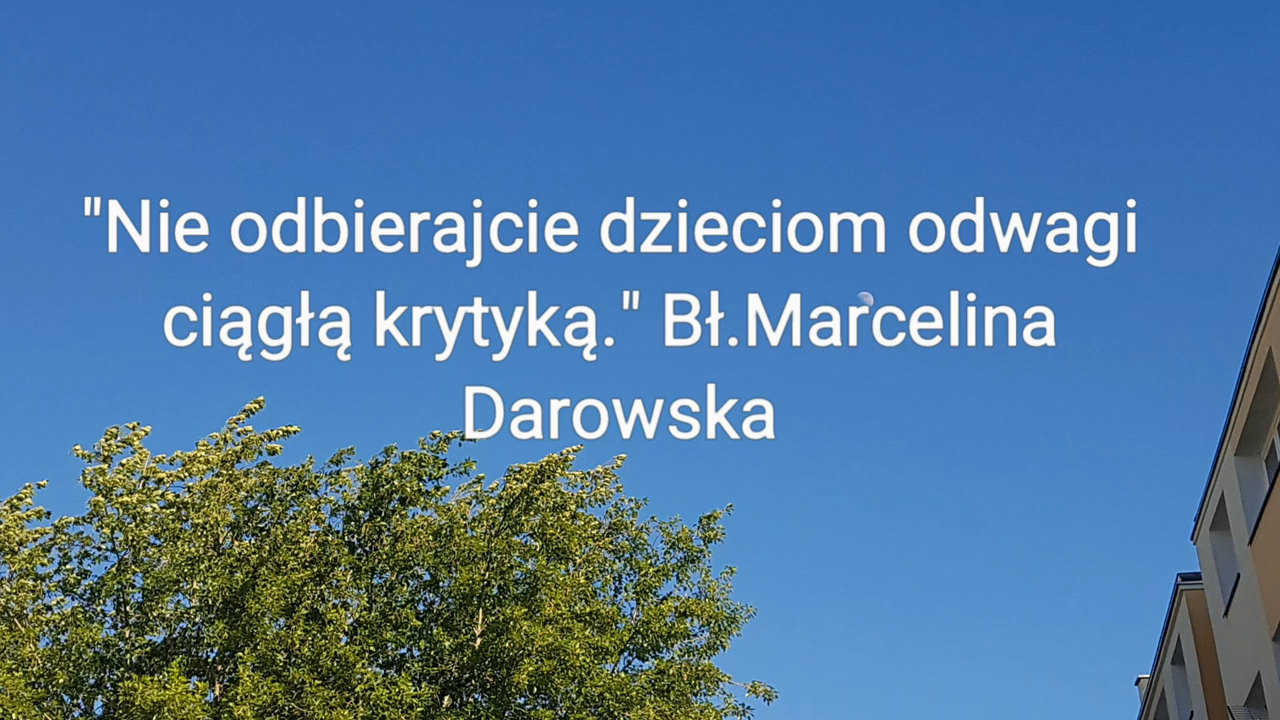 "Nie odbierajcie dzieciom odwagi
ciągłą krytyką." Bł.Marcelina
Darowska